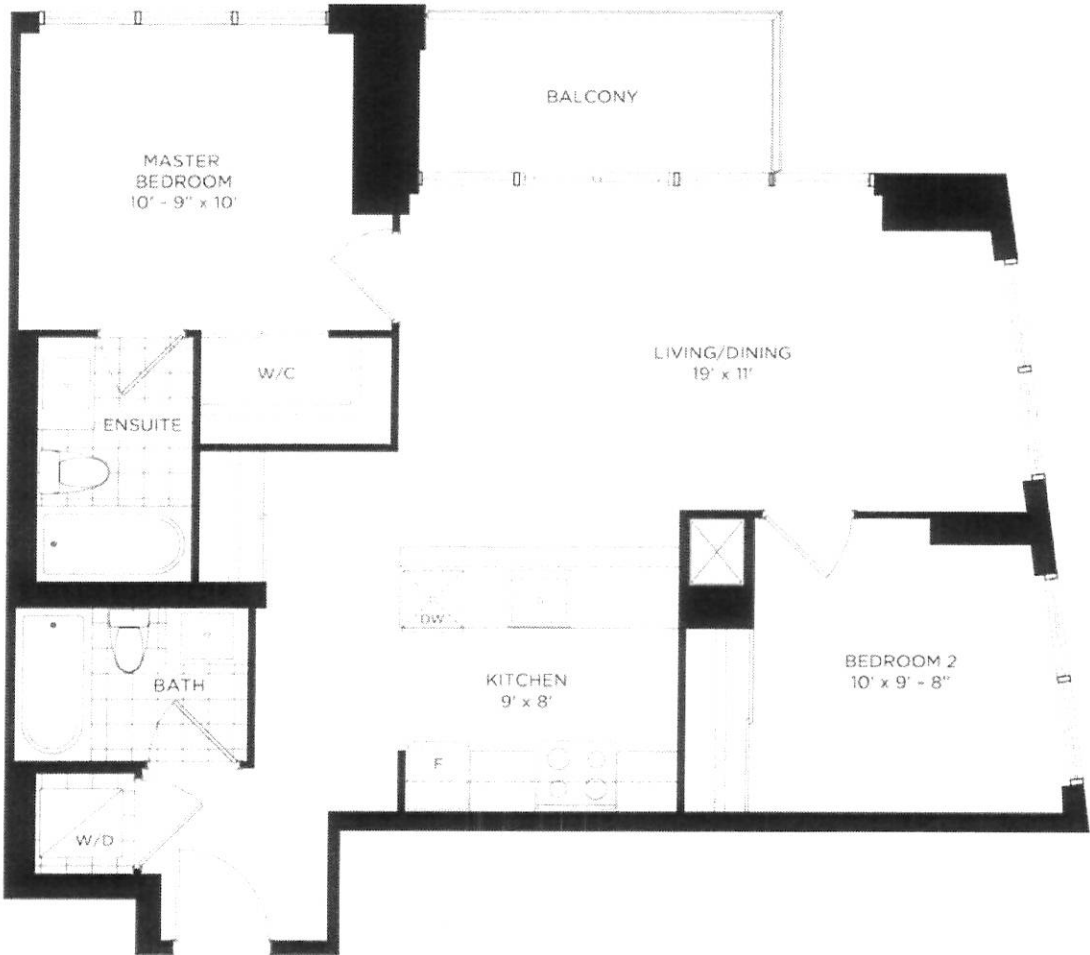 BALCONY
MASTER
BEDROOM
10' - 9" x 10'
LIVING/DINING
19' x 11'
W/C
ENSUITE
DW
KITCHEN
9' x 8'
BEDROOM 2
10' x 9' - 8"
BATH
F
W/D